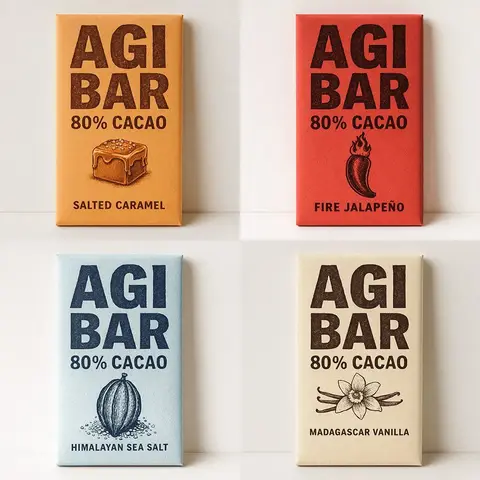 AGI
BAR
80% CACAO
SALTED CARAMEL
AGI
BAR
80% CACAO
FIRE JALAPEÑO
AGI
BAR
80% CACAO
HIMALAYAN SEA SALT
AGI
BAR
80% CACAO
MADAGASCAR VANILLA